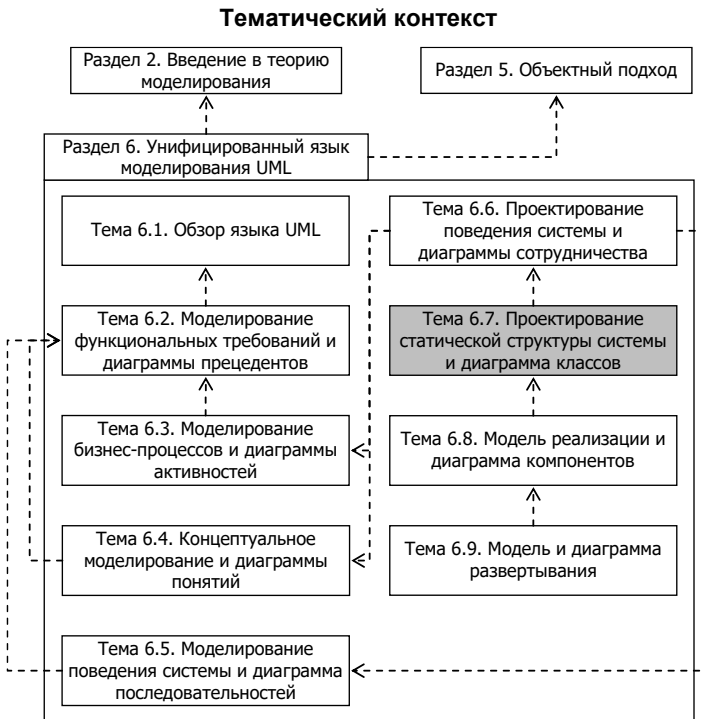 Тематический контекст
Раздел 2. Введение в теорию
моделирования
Раздел 5. Объектный подход
Раздел 6. Унифицированный язык
моделирования UML
Тема 6.1. Обзор языка UML
Тема 6.6. Проектирование
поведения системы и
диаграммы сотрудничества
Тема 6.2. Моделирование
функциональных требований и
диаграммы прецедентов
Тема 6.7. Проектирование
статической структуры системы
и диаграмма классов
Тема 6.3. Моделирование
бизнес-процессов и диаграммы
активностей
Тема 6.8. Модель реализации и
диаграмма компонентов
Тема 6.4. Концептуальное
моделирование и диаграммы
понятий
Тема 6.9. Модель и диаграмма
развертывания
Тема 6.5. Моделирование
поведения системы и диаграмма
последовательностей